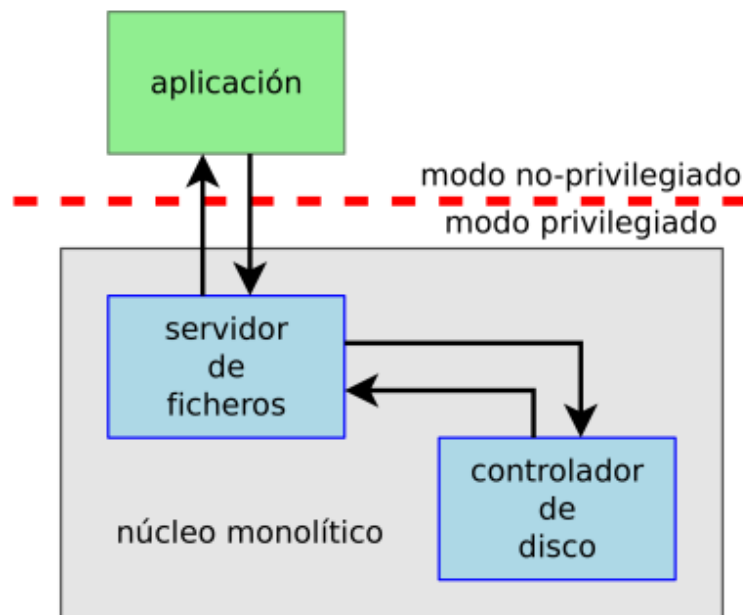 aplicación
modo no-privilegiado
modo privilegiado
servidor
de
ficheros
controlador
de
disco
núcleo monolítico